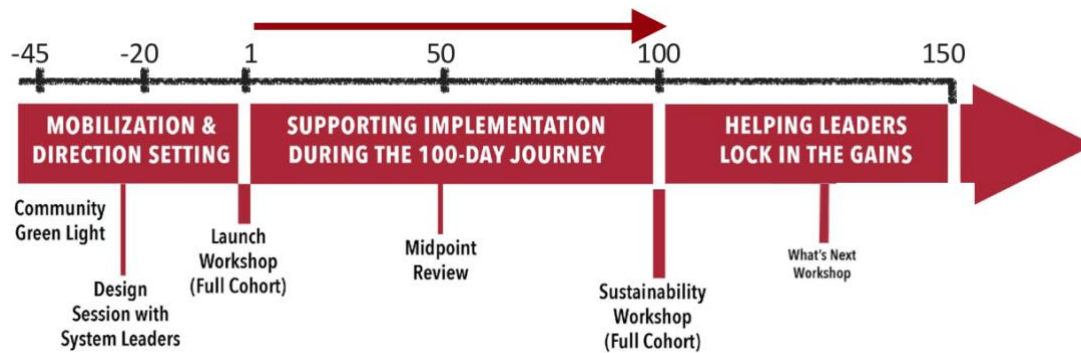 -45 -20 1 50 100 150
MOBILIZATION &
DIRECTION SETTING
SUPPORTING IMPLEMENTATION
DURING THE 100-DAY JOURNEY
HELPING LEADERS
LOCK IN THE GAINS
Community
Green Light
Design
Session with
System Leaders
Launch
Workshop
(Full Cohort)
Midpoint
Review
Sustainability
Workshop
(Full Cohort)
What's Next
Workshop